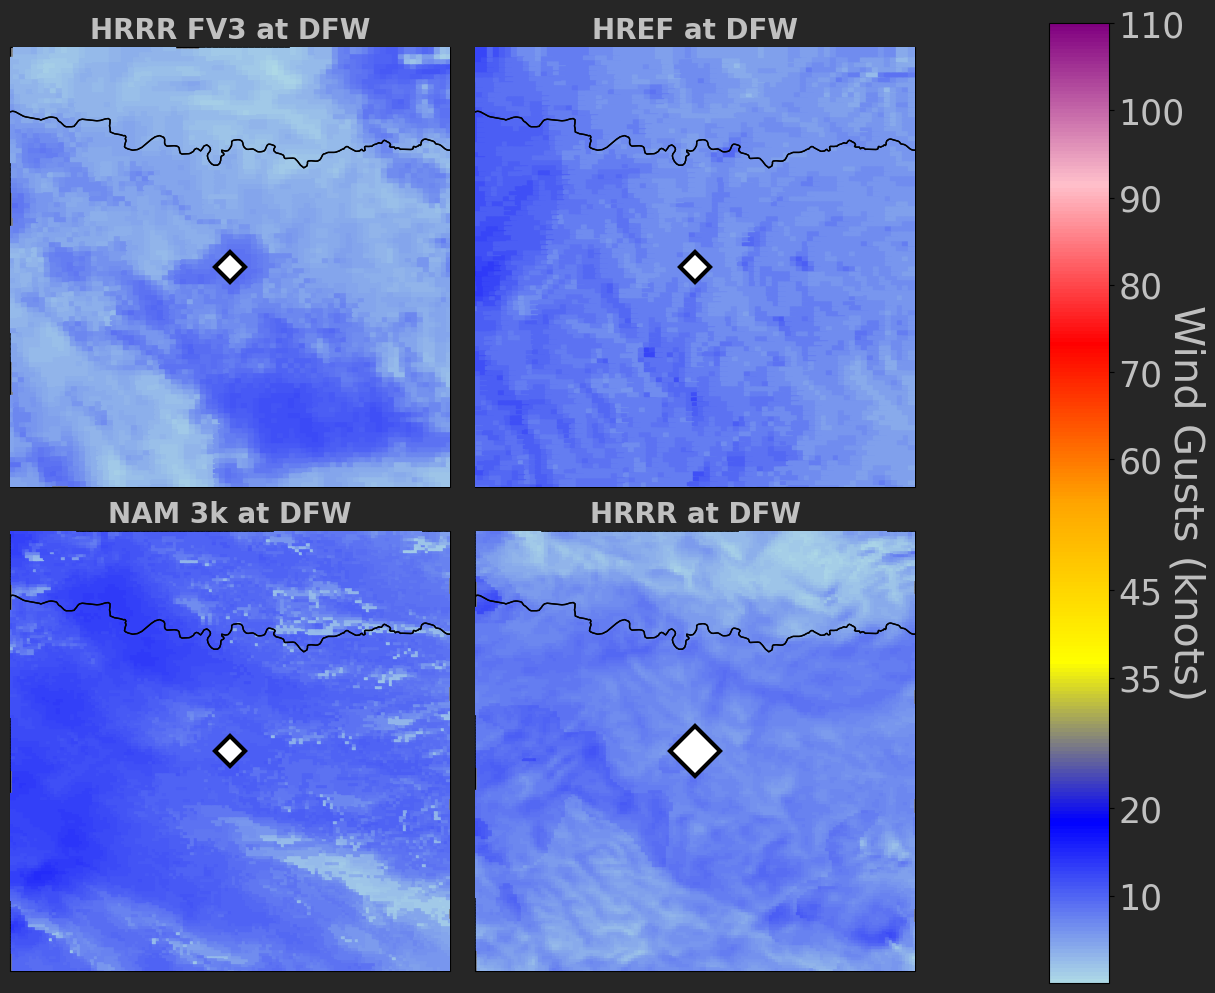 HRRR FV3 at DFW
HREF at DFW
NAM 3k at DFW
HRRR at DFW
110
100
90
80
70
60
45
35
20
10
Wind Gusts (knots)